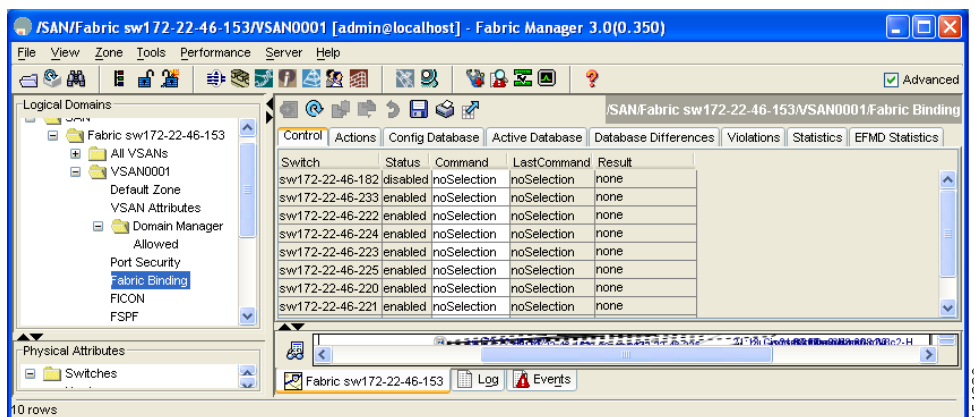 /SAN/Fabric sw172-22-46-153/VSAN0001 [admin@localhost] - Fabric Manager 3.0(0.350)
File View Zone Tools Performance Server Help
Advanced
Logical Domains
/SAN/Fabric sw172-22-46-153/VSAN0001/Fabric Binding
SAN
Fabric sw172-22-46-153
All VSANs
VSAN0001
Default Zone
VSAN Attributes
Domain Manager
Allowed
Port Security
Fabric Binding
FICON
FSPF
Control Actions Config Database Active Database Database Differences Violations Statistics EFMD Statistics
Switch Status Command LastCommand Result
sw172-22-46-182 disabled noSelection noSelection none
sw172-22-46-233 enabled noSelection noSelection none
sw172-22-46-222 enabled noSelection noSelection none
sw172-22-46-224 enabled noSelection noSelection none
sw172-22-46-223 enabled noSelection noSelection none
sw172-22-46-225 enabled noSelection noSelection none
sw172-22-46-220 enabled noSelection noSelection none
sw172-22-46-221 enabled noSelection noSelection none
Physical Attributes
Switches
Fabric sw172-22-46-153 Log Events
10 rows